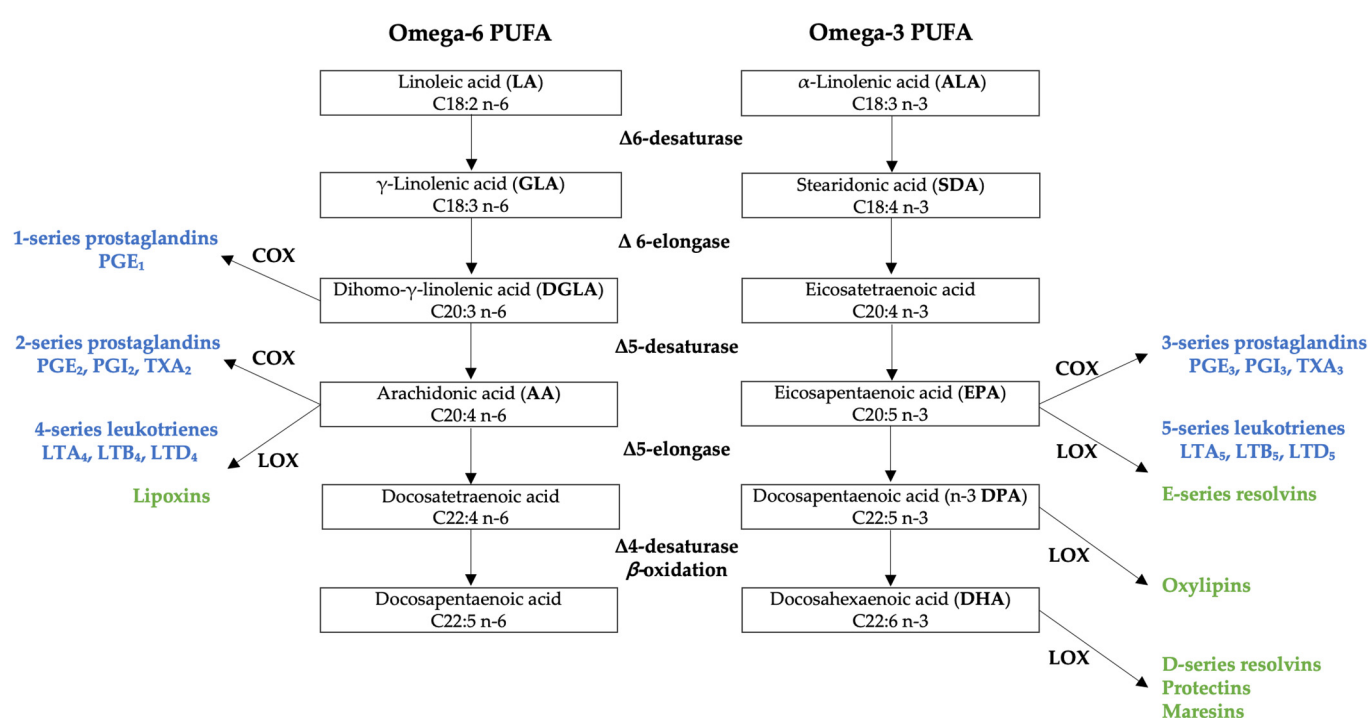 Omega-6 PUFA
Omega-3 PUFA
Linoleic acid (LA)
C18:2 n-6
α-Linolenic acid (ALA)
C18:3 n-3
Δ6-desaturase
γ-Linolenic acid (GLA)
C18:3 n-6
Stearidonic acid (SDA)
C18:4 n-3
1-series prostaglandins
PGE₁
COX
Δ 6-elongase
Dihomo-γ-linolenic acid (DGLA)
C20:3 n-6
Eicosatetraenoic acid
C20:4 n-3
2-series prostaglandins
PGE₂, PGI₂, TXA₂
COX
Δ5-desaturase
COX
3-series prostaglandins
PGE₃, PGI₃, TXA₃
Arachidonic acid (AA)
C20:4 n-6
Eicosapentaenoic acid (EPA)
C20:5 n-3
4-series leukotrienes
LTA₄, LTB₄, LTD₄
LOX
Lipoxins
Δ5-elongase
LOX
5-series leukotrienes
LTA₅, LTB₅, LTD₅
E-series resolvins
Docosatetraenoic acid
C22:4 n-6
Docosapentaenoic acid (n-3 DPA)
C22:5 n-3
Δ4-desaturase
β-oxidation
LOX
Oxylipins
Docosapentaenoic acid
C22:5 n-6
Docosahexaenoic acid (DHA)
C22:6 n-3
LOX
D-series resolvins
Protectins
Maresins